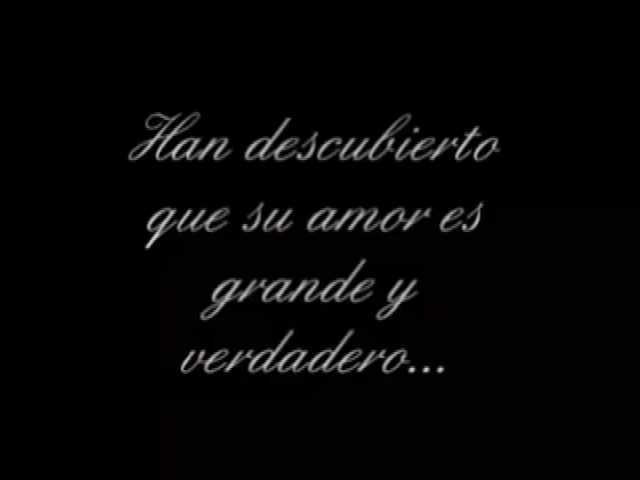 Han descubierto
que su amor es
grande y
verdadero...